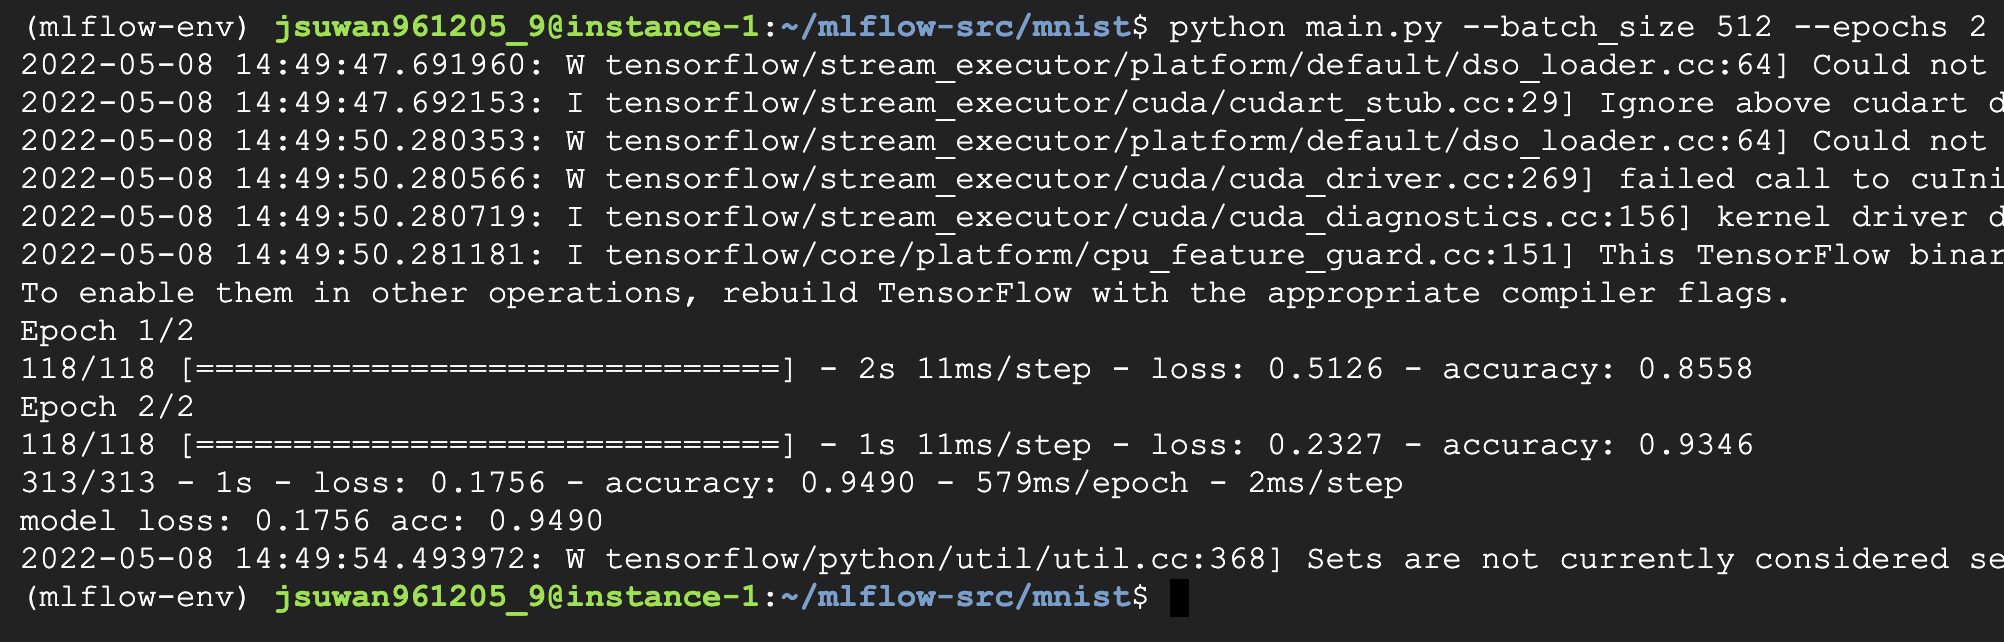 (mlflow-env) jsuwan961205_9@instance-1:~/mlflow-src/mnist$ python main.py --batch_size 512 --epochs 2
2022-05-08 14:49:47.691960: W tensorflow/stream_executor/platform/default/dso_loader.cc:64] Could not
2022-05-08 14:49:47.692153: I tensorflow/stream_executor/cuda/cudart_stub.cc:29] Ignore above cudart d
2022-05-08 14:49:50.280353: W tensorflow/stream_executor/platform/default/dso_loader.cc:64] Could not
2022-05-08 14:49:50.280566: W tensorflow/stream_executor/cuda/cuda_driver.cc:269] failed call to cuIni
2022-05-08 14:49:50.280719: I tensorflow/stream_executor/cuda/cuda_diagnostics.cc:156] kernel driver d
2022-05-08 14:49:50.281181: I tensorflow/core/platform/cpu_feature_guard.cc:151] This TensorFlow binar
To enable them in other operations, rebuild TensorFlow with the appropriate compiler flags.
Epoch 1/2
118/118 [==============================] - 2s 11ms/step - loss: 0.5126 - accuracy: 0.8558
Epoch 2/2
118/118 [==============================] - 1s 11ms/step - loss: 0.2327 - accuracy: 0.9346
313/313 - 1s - loss: 0.1756 - accuracy: 0.9490 - 579ms/epoch - 2ms/step
model loss: 0.1756 acc: 0.9490
2022-05-08 14:49:54.493972: W tensorflow/python/util/util.cc:368] Sets are not currently considered se
(mlflow-env) jsuwan961205_9@instance-1:~/mlflow-src/mnist$